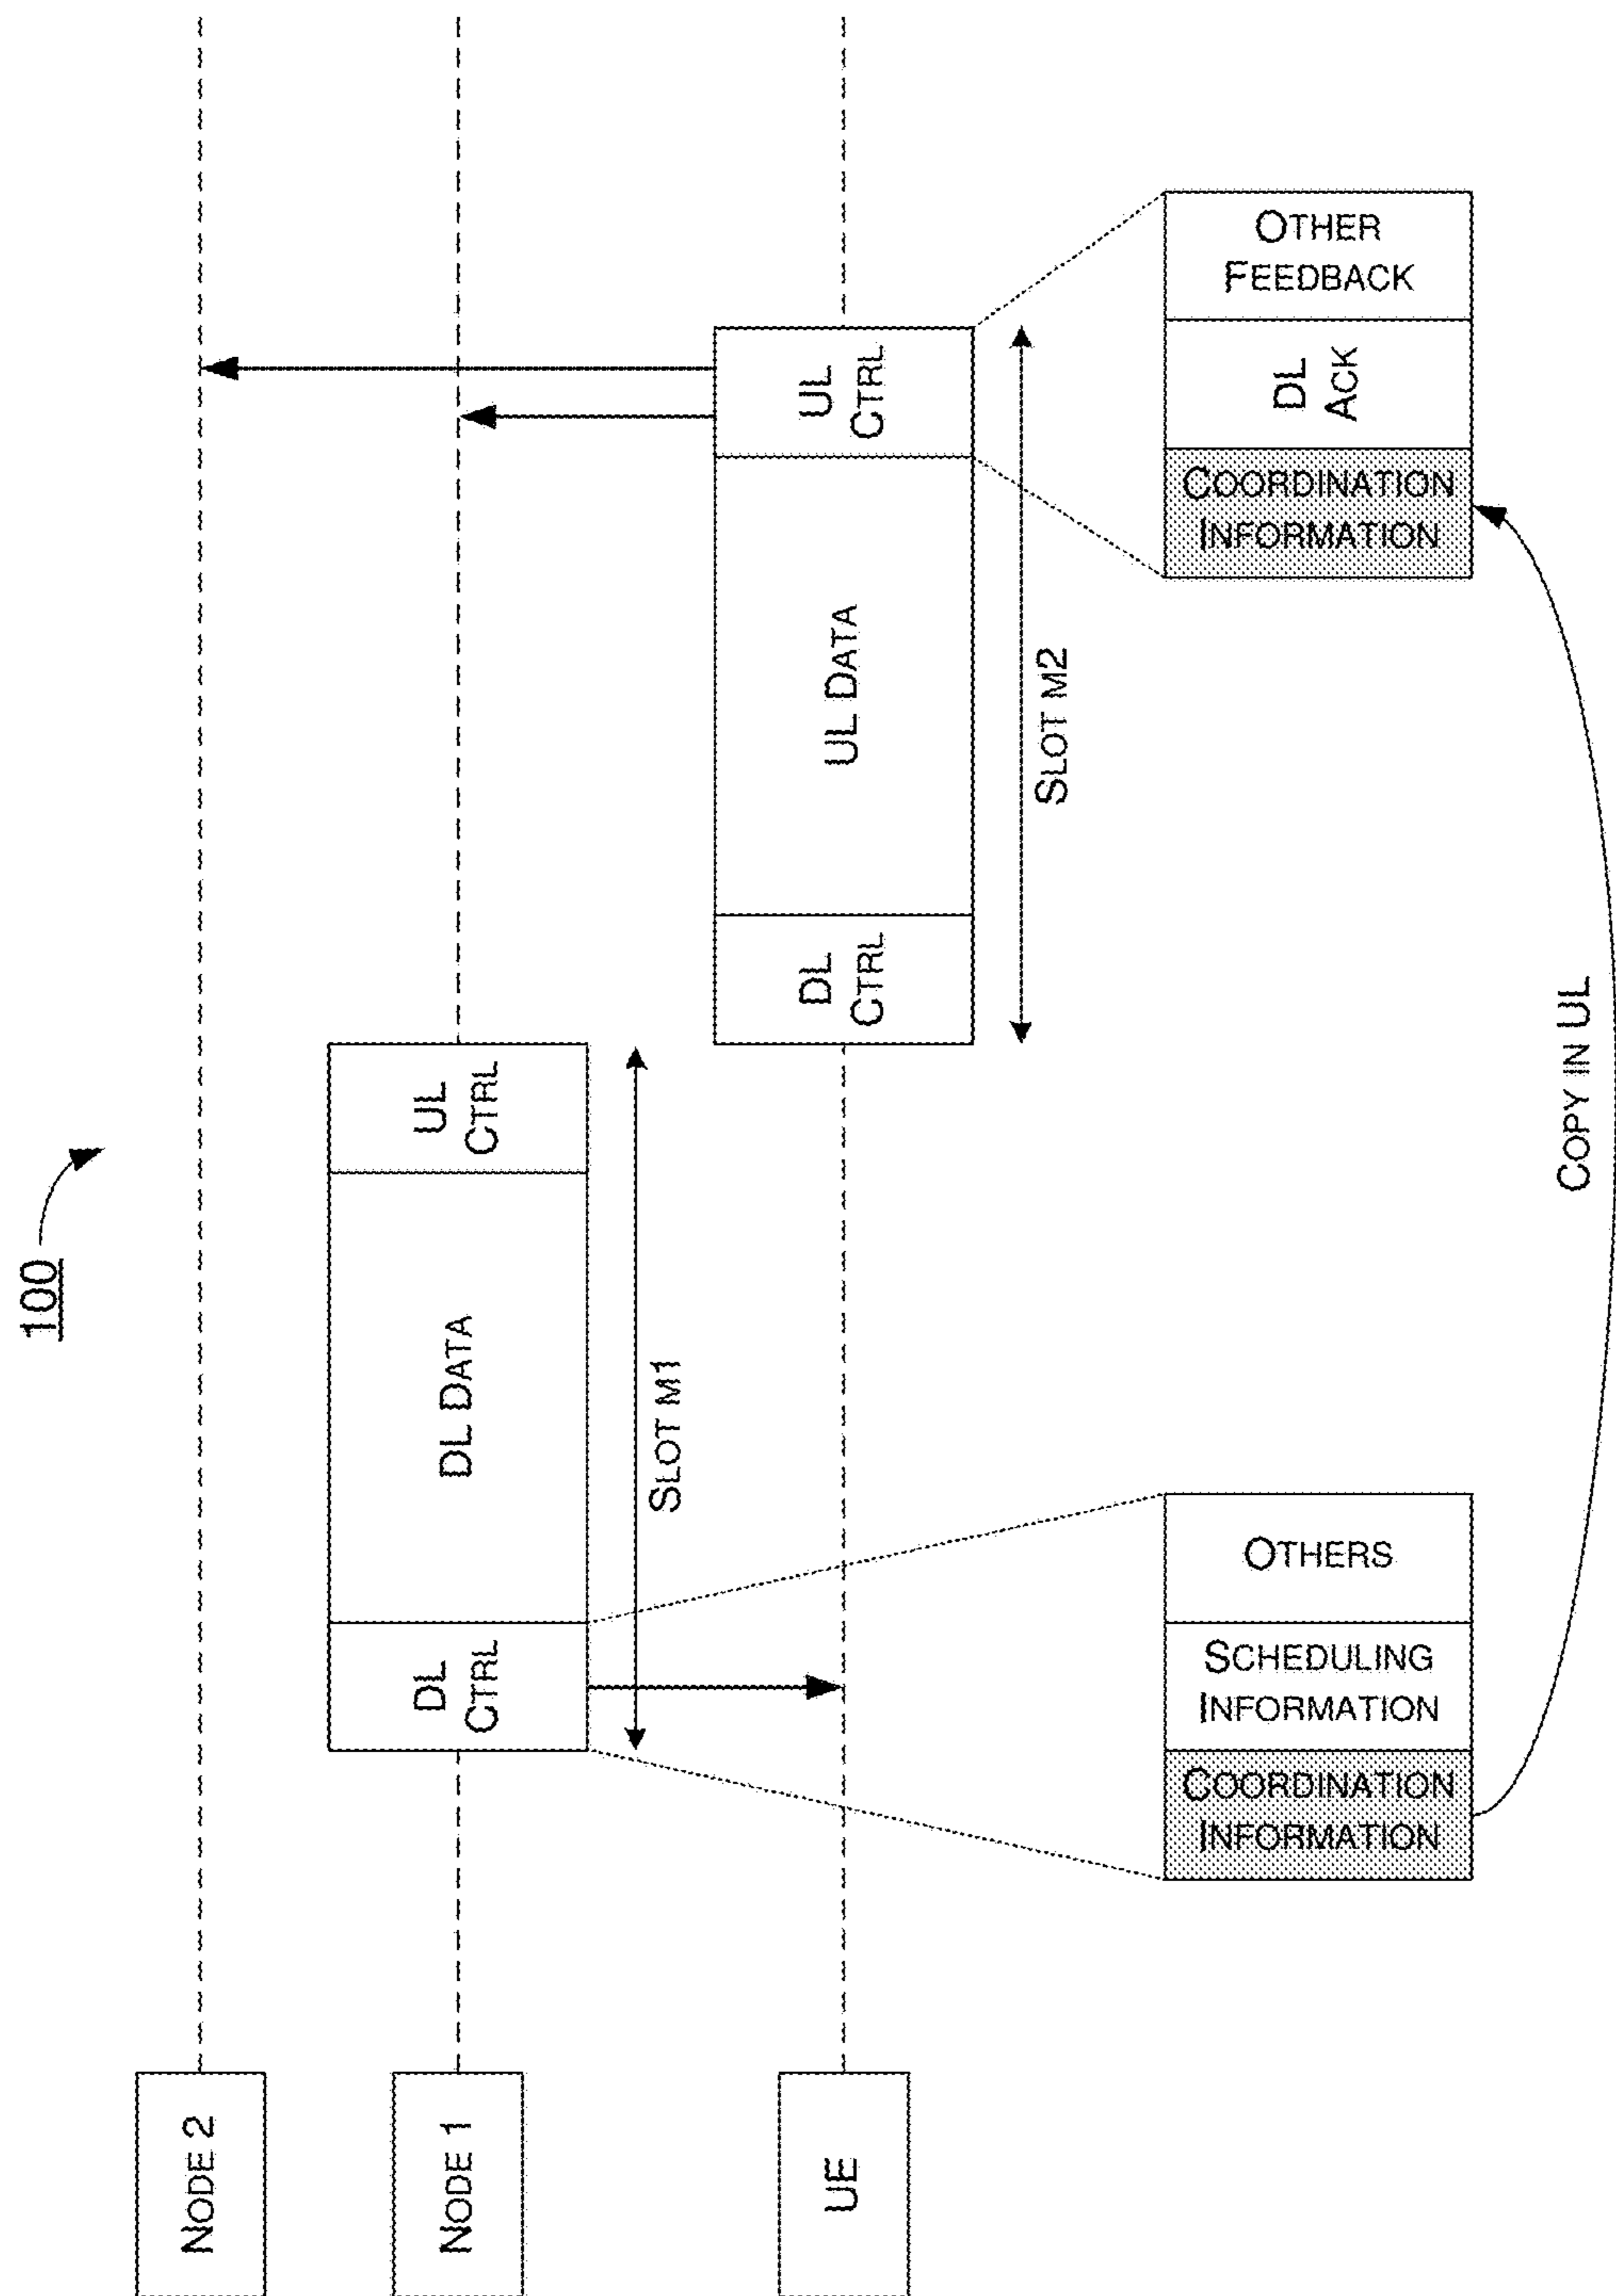 100
NODE 2
NODE 1
UE
DL
CTRL
DL DATA
UL
CTRL
SLOT M1
DL
CTRL
UL DATA
UL
CTRL
SLOT M2
COORDINATION
INFORMATION
SCHEDULING
INFORMATION
OTHERS
COORDINATION
INFORMATION
DL
ACK
OTHER
FEEDBACK
COPY IN UL